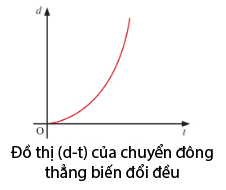 d
O
t
Đồ thị (d-t) của chuyển đông
thẳng biến đổi đều